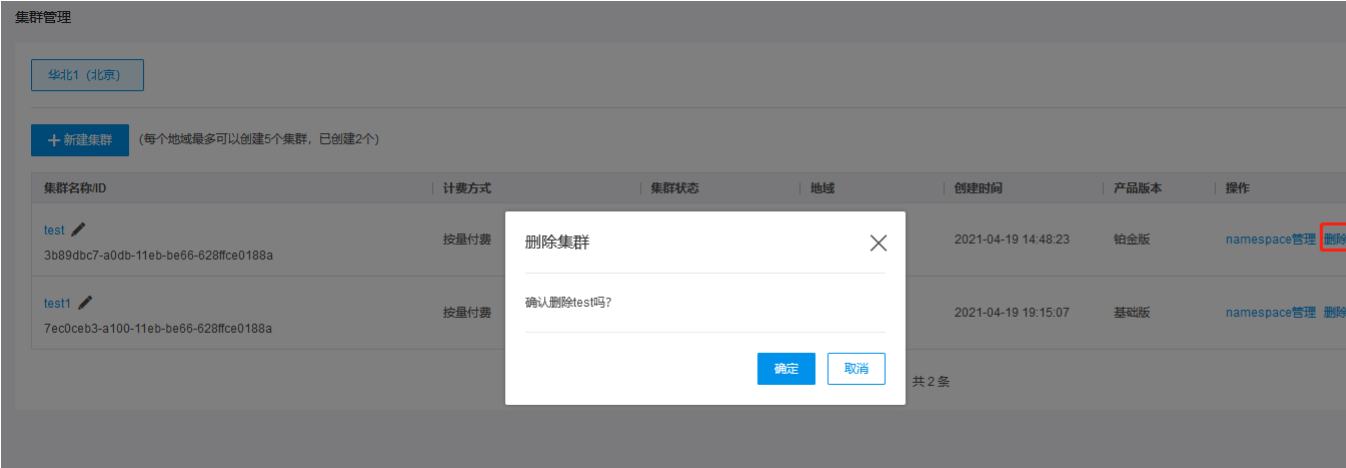 集群管理
华北1（北京）
新建集群 (每个地域最多可以创建5个集群，已创建2个)
集群名称/ID 计费方式 集群状态 地域 创建时间 产品版本 操作
test
3b89dbc7-a0db-11eb-be66-628ffce0188a
按量付费 2021-04-19 14:48:23 铂金版 namespace管理 删除
删除集群
确认删除test吗？
确定 取消
test1
7ec0ceb3-a100-11eb-be66-628ffce0188a
按量付费 2021-04-19 19:15:07 基础版 namespace管理 删除
共 2 条